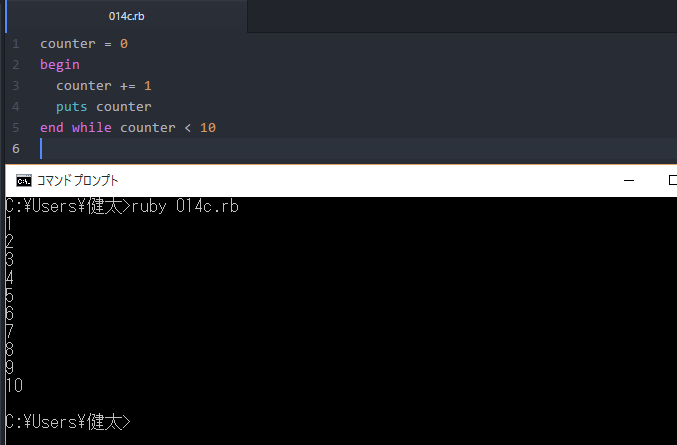 014c.rb
1 counter = 0
2 begin
3   counter += 1
4   puts counter
5 end while counter < 10
6
コマンドプロンプト
C:¥Users¥健太>ruby 014c.rb
1
2
3
4
5
6
7
8
9
10
C:¥Users¥健太>